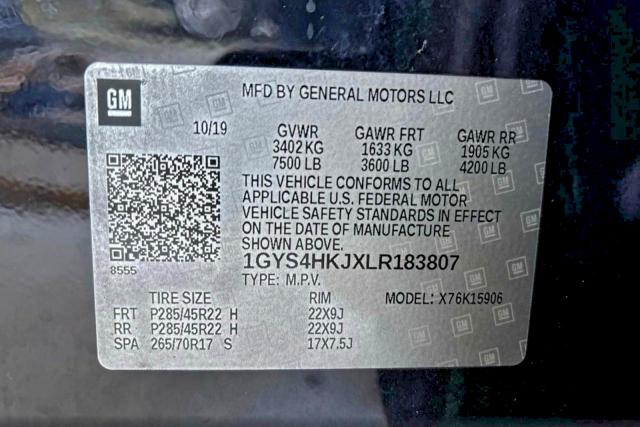 GM
MFD BY GENERAL MOTORS LLC
10/19 GVWR GAWR FRT GAWR RR
3402 KG 1633 KG 1905 KG
7500 LB 3600 LB 4200 LB
THIS VEHICLE CONFORMS TO ALL
APPLICABLE U.S. FEDERAL MOTOR
VEHICLE SAFETY STANDARDS IN EFFECT
ON THE DATE OF MANUFACTURE
SHOWN ABOVE.
8555
1GYS4HKJXLR183807
TYPE: M.P.V.
TIRE SIZE RIM MODEL: X76K15906
FRT P285/45R22 H 22X9J
RR P285/45R22 H 22X9J
SPA 265/70R17 S 17X7.5J